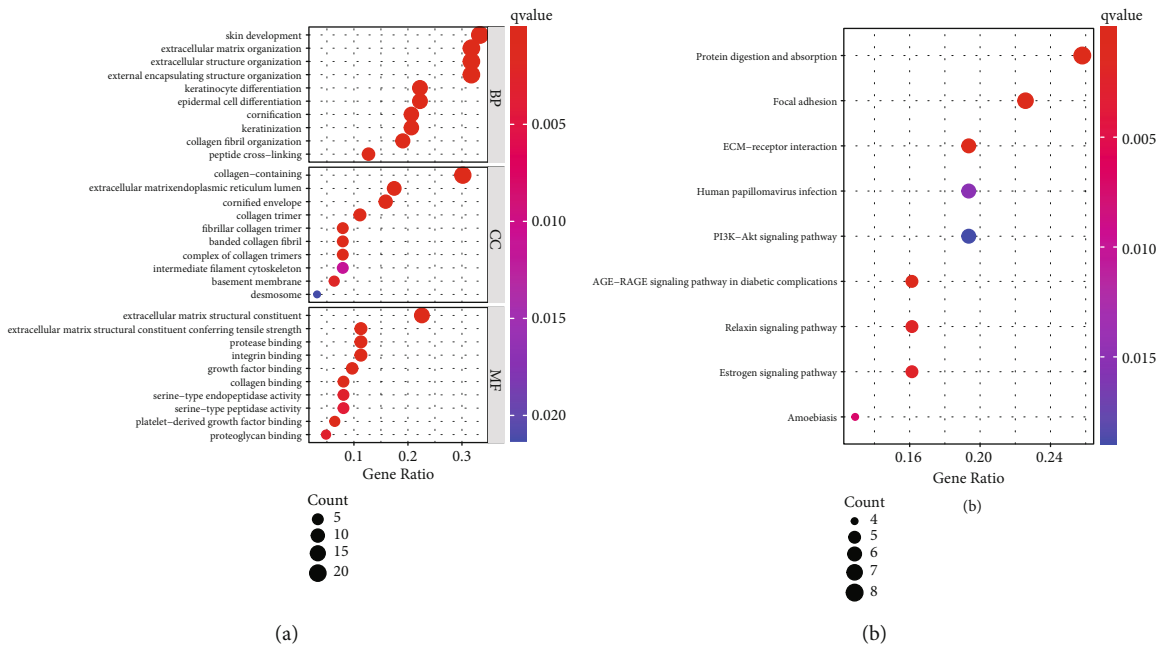 qvalue
skin development
extracellular matrix organization
extracellular structure organization
external encapsulating structure organization
keratinocyte differentiation
epidermal cell differentiation
cornification
keratinization
collagen fibril organization
peptide cross−linking
BP
collagen−containing
extracellular matrixendoplasmic reticulum lumen
cornified envelope
collagen trimer
fibrillar collagen trimer
banded collagen fibril
complex of collagen trimers
intermediate filament cytoskeleton
basement membrane
desmosome
CC
extracellular matrix structural constituent
extracellular matrix structural constituent conferring tensile strength
protease binding
integrin binding
growth factor binding
collagen binding
serine−type endopeptidase activity
serine−type peptidase activity
platelet−derived growth factor binding
proteoglycan binding
MF
0.005
0.010
0.015
0.020
0.1 0.2 0.3
Gene Ratio
Count
5
10
15
20
(a)
qvalue
Protein digestion and absorption
Focal adhesion
ECM−receptor interaction
Human papillomavirus infection
PI3K−Akt signaling pathway
AGE−RAGE signaling pathway in diabetic complications
Relaxin signaling pathway
Estrogen signaling pathway
Amoebiasis
0.005
0.010
0.015
0.16 0.20 0.24
Gene Ratio
(b)
Count
4
5
6
7
8
(b)